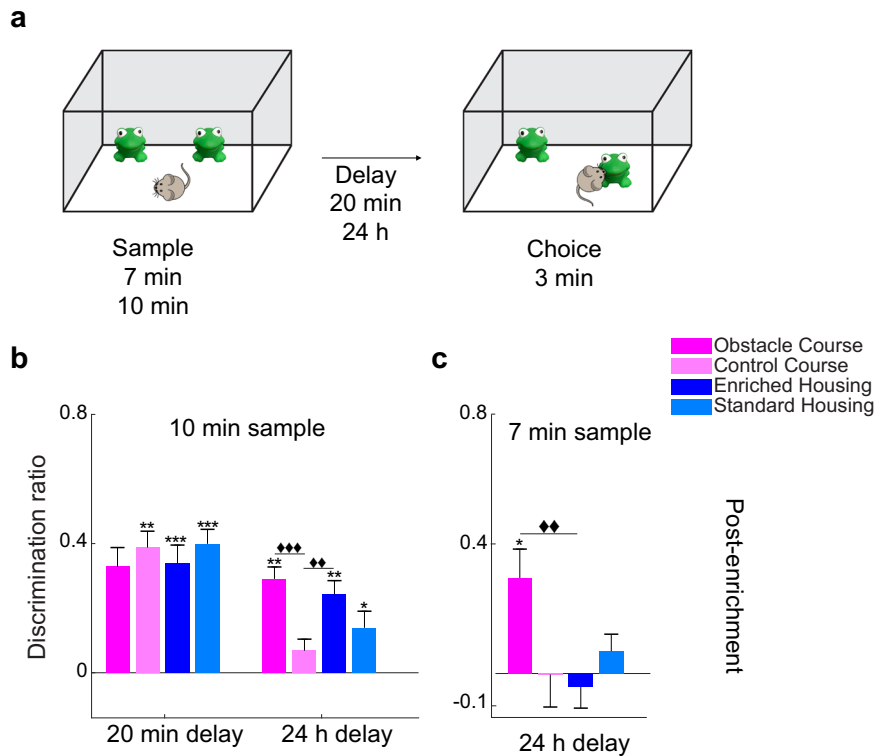 a
Sample
7 min
10 min
Delay
20 min
24 h
Choice
3 min
b
c
Obstacle Course
Control Course
Enriched Housing
Standard Housing
Discrimination ratio
0.8
0.4
0
10 min sample
**
***
***
♦♦♦
♦♦
**
**
*
20 min delay
24 h delay
0.8
0.4
-0.1
7 min sample
♦♦
*
24 h delay
Post-enrichment